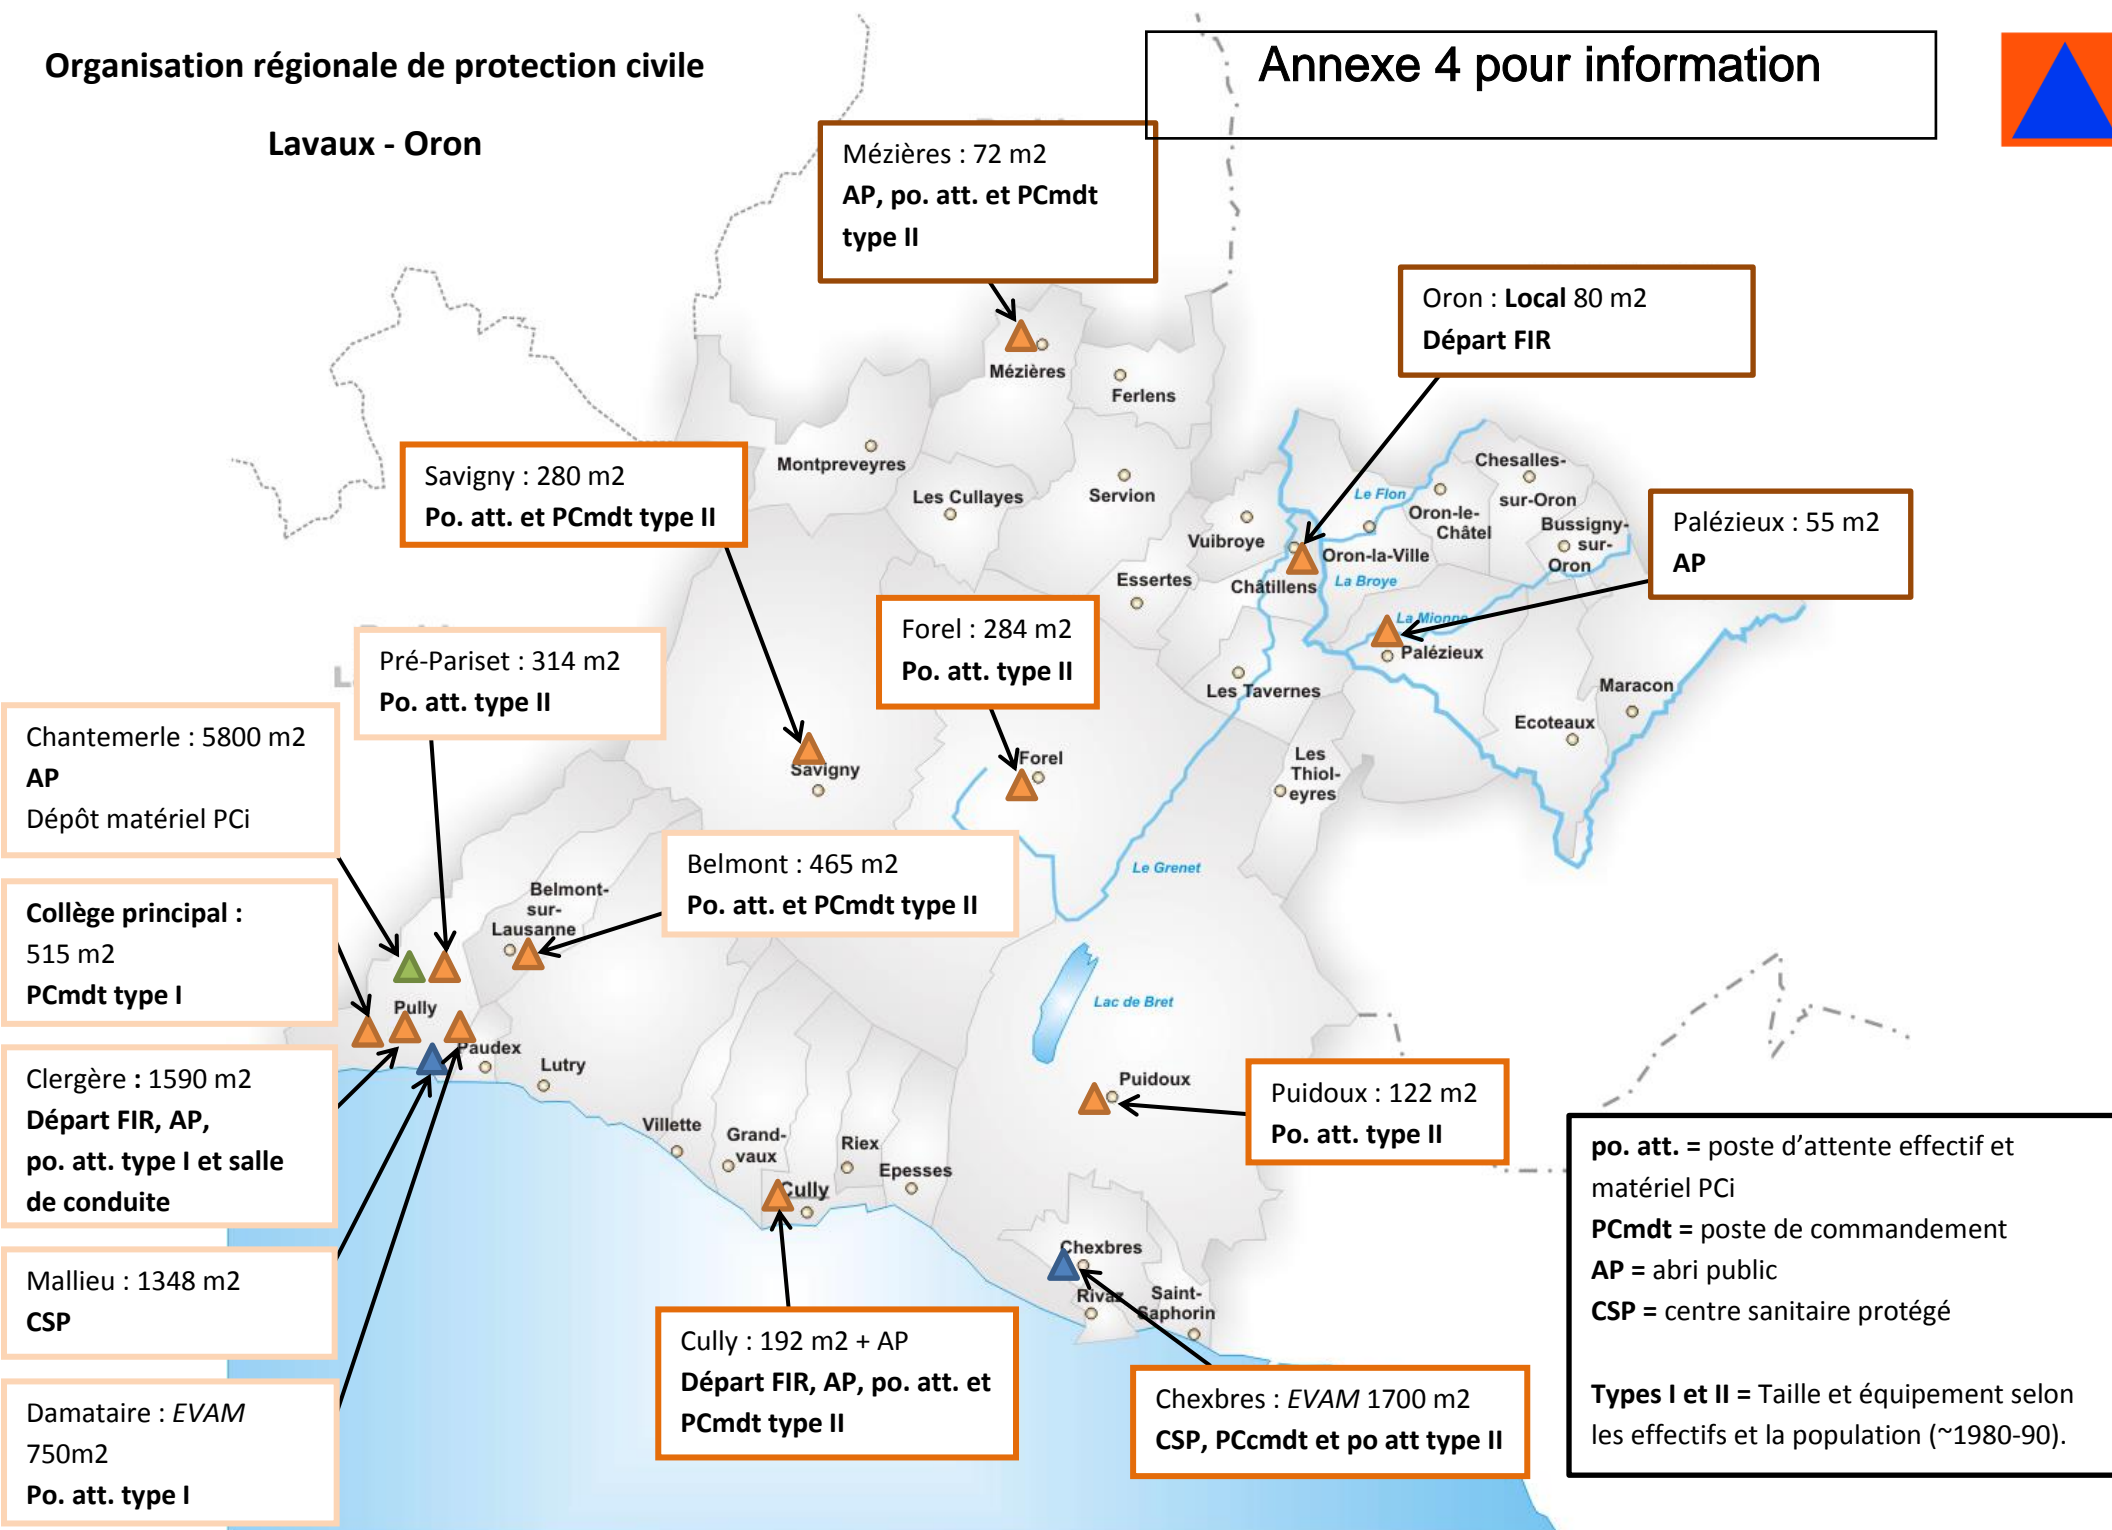 Organisation régionale de protection civile
Lavaux - Oron
Annexe 4 pour information
Mézières : 72 m2
AP, po. att. et PCmdt
type II
Oron : Local 80 m2
Départ FIR
Savigny : 280 m2
Po. att. et PCmdt type II
Palézieux : 55 m2
AP
Forel : 284 m2
Po. att. type II
Pré-Pariset : 314 m2
Po. att. type II
Chantemerle : 5800 m2
AP
Dépôt matériel PCi
Belmont : 465 m2
Po. att. et PCmdt type II
Collège principal :
515 m2
PCmdt type I
Clergère : 1590 m2
Départ FIR, AP,
po. att. type I et salle
de conduite
Mallieu : 1348 m2
CSP
Damataire : EVAM
750m2
Po. att. type I
Cully : 192 m2 + AP
Départ FIR, AP, po. att. et
PCmdt type II
Puidoux : 122 m2
Po. att. type II
Chexbres : EVAM 1700 m2
CSP, PCcmdt et po att type II
po. att. = poste d’attente effectif et
matériel PCi
PCmdt = poste de commandement
AP = abri public
CSP = centre sanitaire protégé
Types I et II = Taille et équipement selon
les effectifs et la population (~1980-90).
Mézières
Ferlens
Montpreveyres
Les Cullayes
Servion
Vuibroye
Essertes
Châtillens
Le Flon
Oron-le-
Châtel
Oron-la-Ville
Chesalles-
sur-Oron
Bussigny-
sur-
Oron
La Broye
La Mionne
Palézieux
Les Tavernes
Maracon
Ecoteaux
Les
Thiol-
eyres
Savigny
Forel
Le Grenet
Belmont-
sur-
Lausanne
Pully
Paudex
Lutry
Lac de Bret
Puidoux
Villette
Grand-
vaux
Riex
Epesses
Cully
Chexbres
Rivaz
Saint-
Saphorin